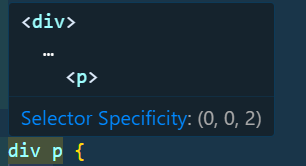 <div>
…
<p>
Selector Specificity: (0, 0, 2)
div p {